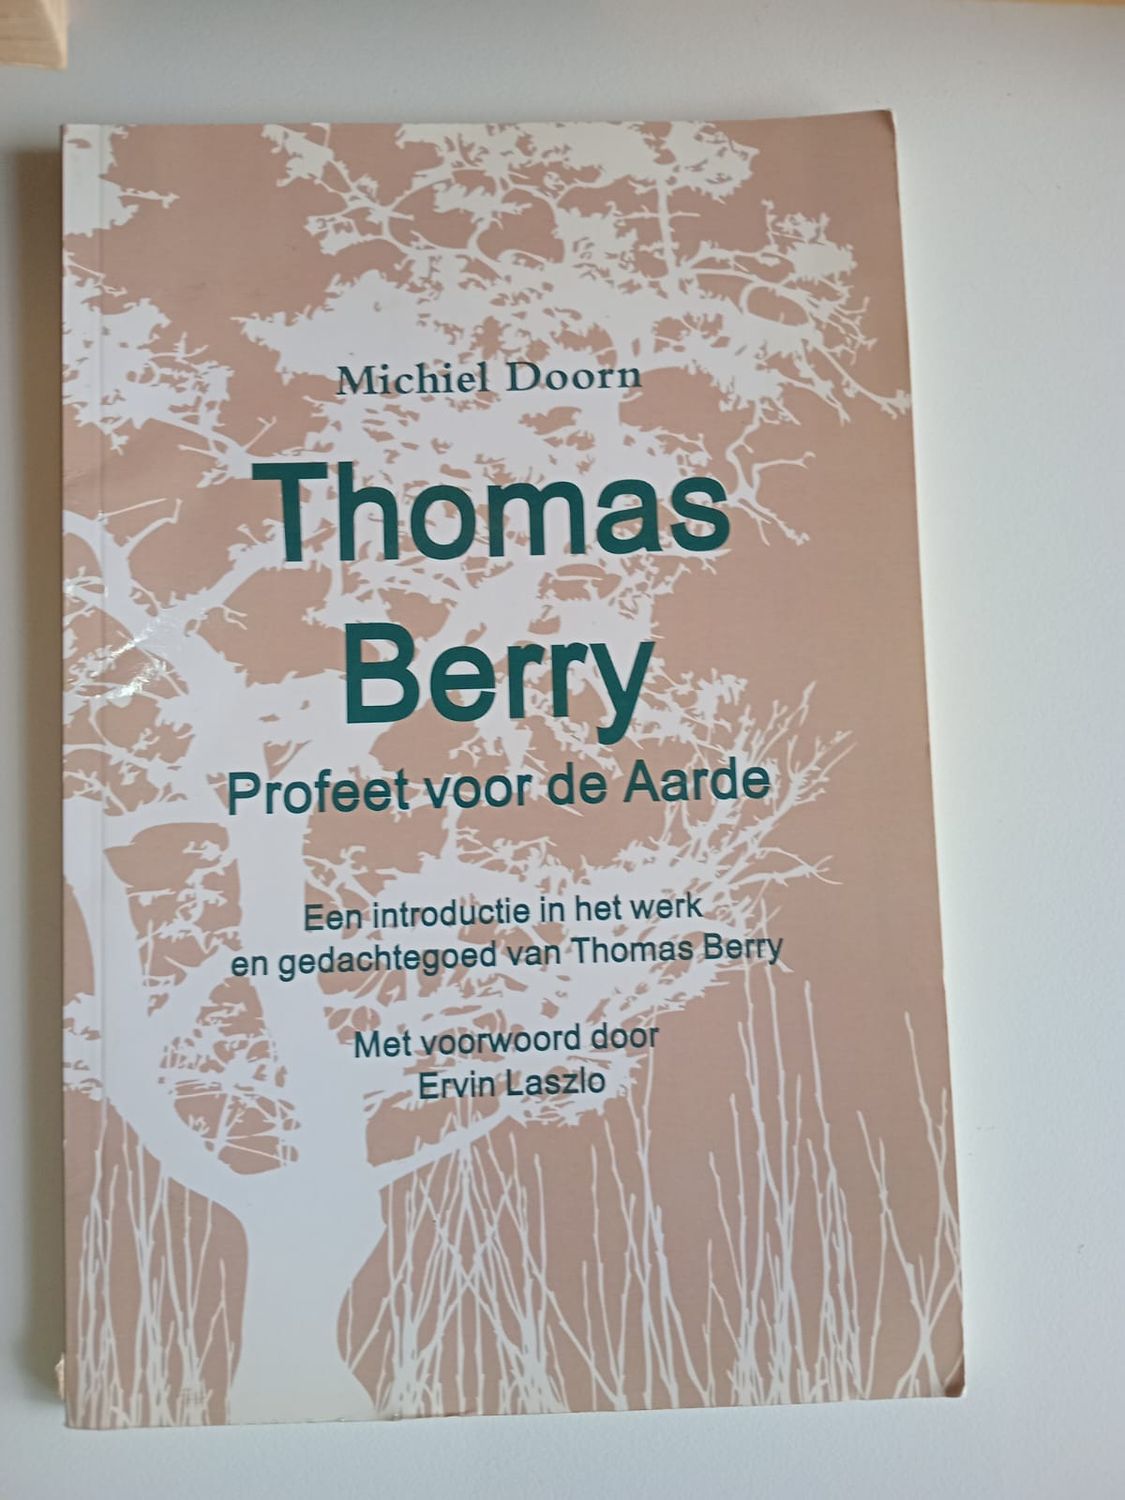 Michiel Doorn
Thomas
Berry
Profeet voor de Aarde
Een introductie in het werk
en gedachtegoed van Thomas Berry
Met voorwoord door
Ervin Laszlo